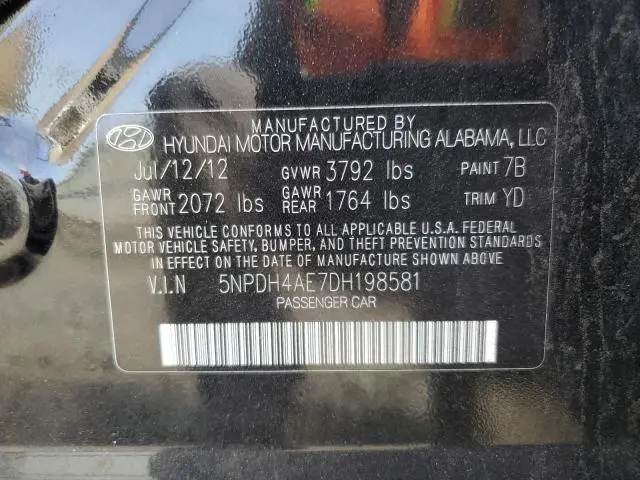 MANUFACTURED BY
HYUNDAI MOTOR MANUFACTURING ALABAMA, LLC
Jul/12/12 GVWR 3792 lbs PAINT 7B
GAWR FRONT 2072 lbs GAWR REAR 1764 lbs TRIM YD
THIS VEHICLE CONFORMS TO ALL APPLICABLE U.S.A. FEDERAL
MOTOR VEHICLE SAFETY, BUMPER, AND THEFT PREVENTION STANDARDS
IN EFFECT ON THE DATE OF MANUFACTURE SHOWN ABOVE.
V.I.N 5NPDH4AE7DH198581
PASSENGER CAR